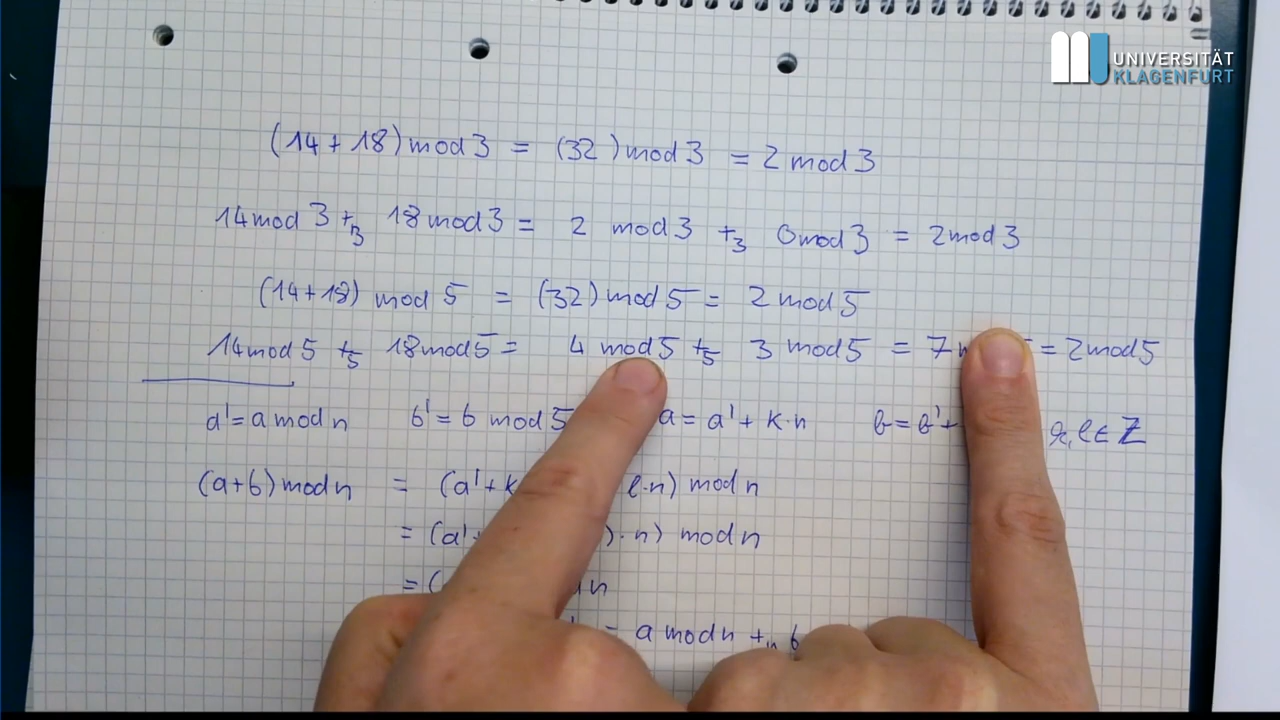 UNIVERSITÄT
KLAGENFURT
(14+18) mod 3 = (32) mod 3 = 2 mod 3
14 mod 3 +₃ 18 mod 3 = 2 mod 3 +₃ 0 mod 3 = 2 mod 3
(14+18) mod 5 = (32) mod 5 = 2 mod 5
14 mod 5 +₅ 18 mod 5 = 4 mod 5 +₅ 3 mod 5 = 7 = 2 mod 5
a' = a mod n b' = b mod 5 a = a' + k·n b = b' + k, l ∈ Z
(a+b) mod n = (a' + k l·n) mod n
= (a' )·n) mod n
= ( n
= a mod n +ₙ b